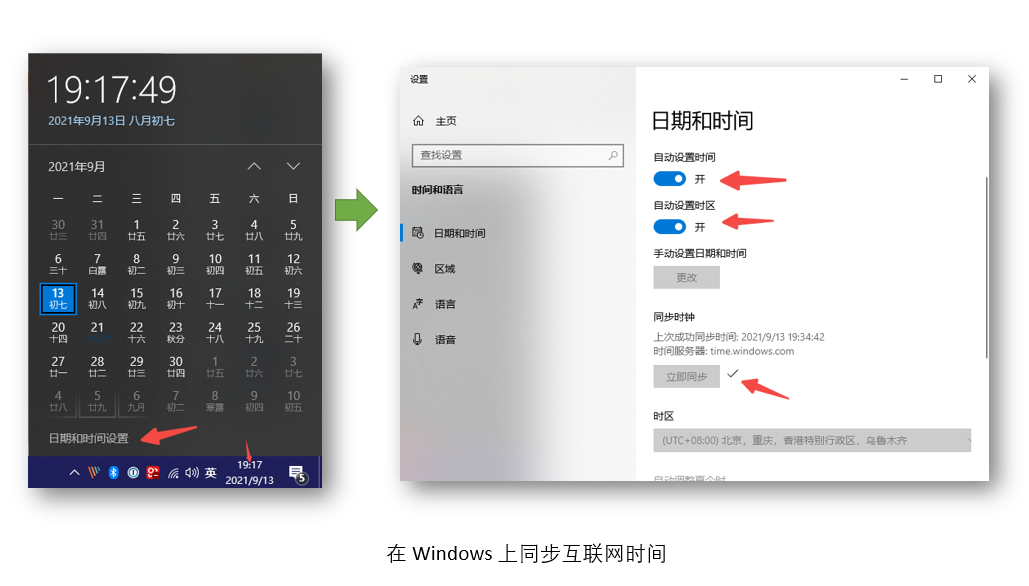 19:17:49
2021年9月13日 八月初七
2021年9月
一 二 三 四 五 六 日
30 31 1 2 3 4 5
廿三 廿四 廿五 廿六 廿七 廿八 廿九
6 7 8 9 10 11 12
三十 白露 初二 初三 初四 初五 初六
13 14 15 16 17 18 19
初七 初八 初九 初十 十一 十二 十三
20 21 22 23 24 25 26
十四 十六 秋分 十八 十九 二十
27 28 29 30 1 2 3
廿一 廿二 廿三 廿四 廿五 廿六 廿七
4 5 6 7 8 9 10
廿八 廿九 九月 初二 寒露 初四 初五
日期和时间设置
英
19:17
2021/9/13
5
设置
主页
查找设置
时间和语言
日期和时间
区域
语言
语音
日期和时间
自动设置时间
开
自动设置时区
开
手动设置日期和时间
更改
同步时钟
上次成功同步时间: 2021/9/13 19:34:42
时间服务器: time.windows.com
立即同步
时区
(UTC+08:00) 北京，重庆，香港特别行政区，乌鲁木齐
在 Windows 上同步互联网时间